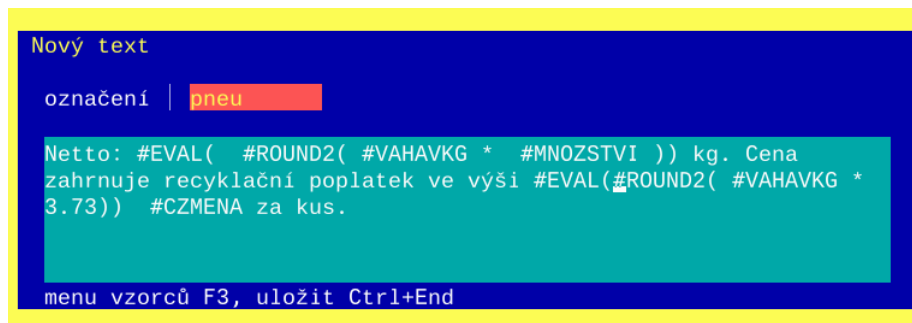 Nový text
označení | pneu
Netto: #EVAL(  #ROUND2( #VAHAVKG *  #MNOZSTVI )) kg. Cena
zahrnuje recyklační poplatek ve výši #EVAL(#ROUND2( #VAHAVKG *
3.73))  #CZMENA za kus.
menu vzorců F3, uložit Ctrl+End